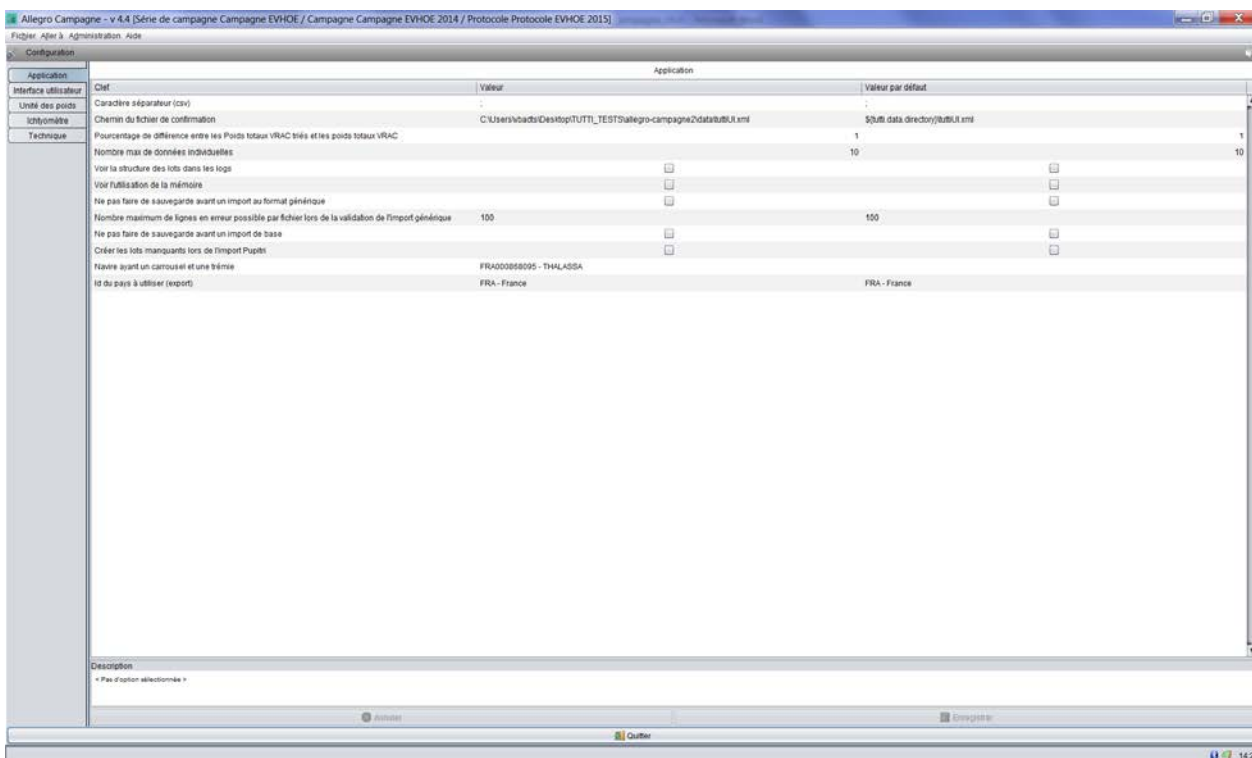 Allegro Campagne - v 4.4 [Série de campagne Campagne EVHOE / Campagne Campagne EVHOE 2014 / Protocole Protocole EVHOE 2015]
Fichier Aller à Administration Aide
Configuration
Application
Interface utilisateur
Unité des poids
Ichtyomètre
Technique
Application
Clef Valeur Valeur par défaut
Caractère séparateur (csv) ; ;
Chemin du fichier de confirmation C:\Users\vbadts\Desktop\TUTTI_TESTS\allegro-campagne2\data\tuttiUI.xml ${tutti.data.directory}/tuttiUI.xml
Pourcentage de différence entre les Poids totaux VRAC triés et les poids totaux VRAC 1 1
Nombre max de données individuelles 10 10
Voir la structure des lots dans les logs
Voir l'utilisation de la mémoire
Ne pas faire de sauvegarde avant un import au format générique
Nombre maximum de lignes en erreur possible par fichier lors de la validation de l'import générique 100 100
Ne pas faire de sauvegarde avant un import de base
Créer les lots manquants lors de l'import Pupitri
Navire ayant un carrousel et une trémie FRA000868095 - THALASSA
Id du pays à utiliser (export) FRA - France FRA - France
Description
< Pas d'option sélectionnée >
Annuler Enregistrer
Quitter